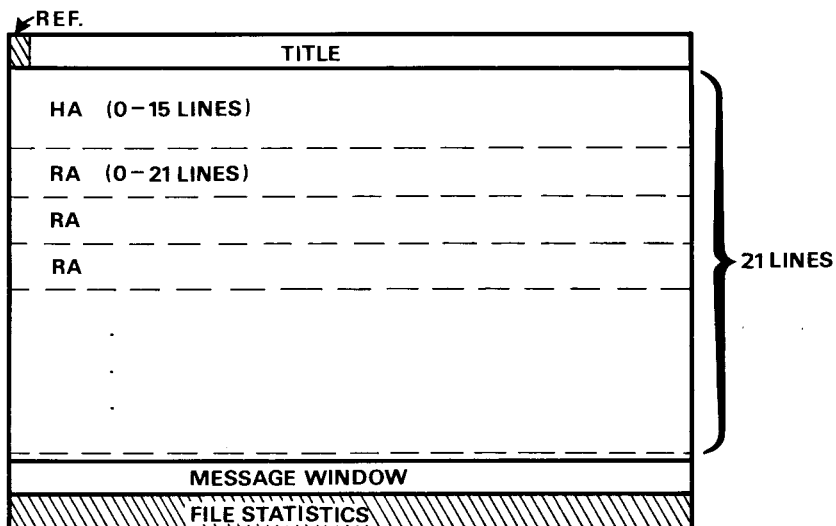 REF.
TITLE
HA (0-15 LINES)
RA (0-21 LINES)
RA
RA
21 LINES
MESSAGE WINDOW
FILE STATISTICS